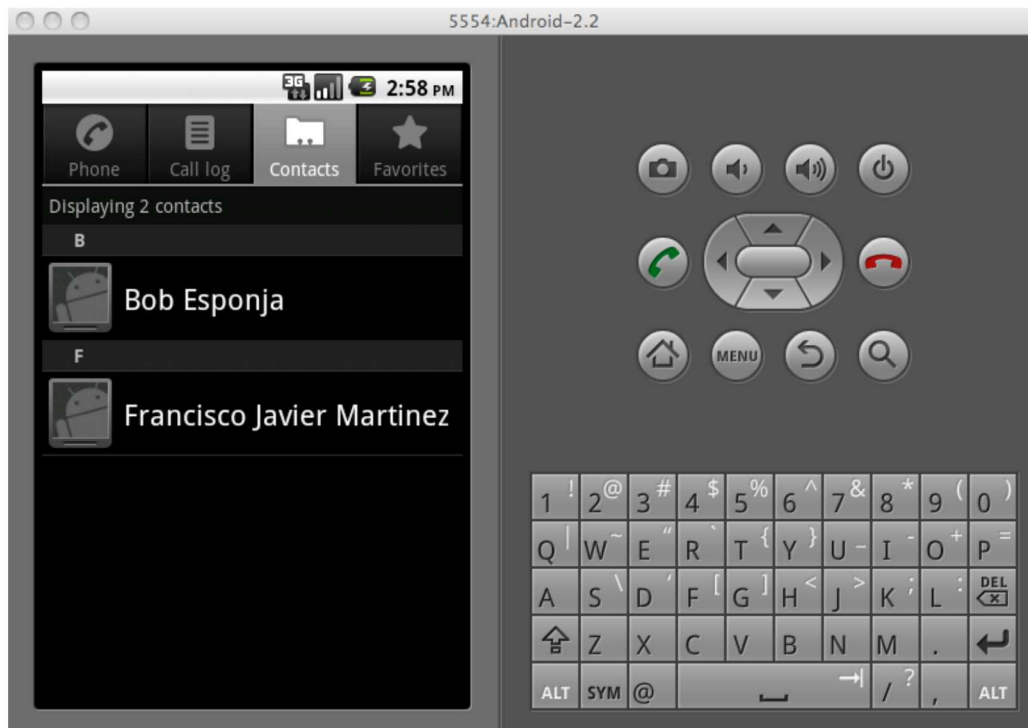 5554:Android-2.2
3G 2:58 PM
Phone Call log Contacts Favorites
Displaying 2 contacts
B
Bob Esponja
F
Francisco Javier Martinez
MENU
1 ! 2 @ 3 # 4 $ 5 % 6 ^ 7 & 8 * 9 ( 0 )
Q | W ~ E " R ` T { Y } U - I - O + P =
A S \ D ' F [ G ] H < J > K ; L : DEL
Z X C V B N M .
ALT SYM @ / ? , ALT